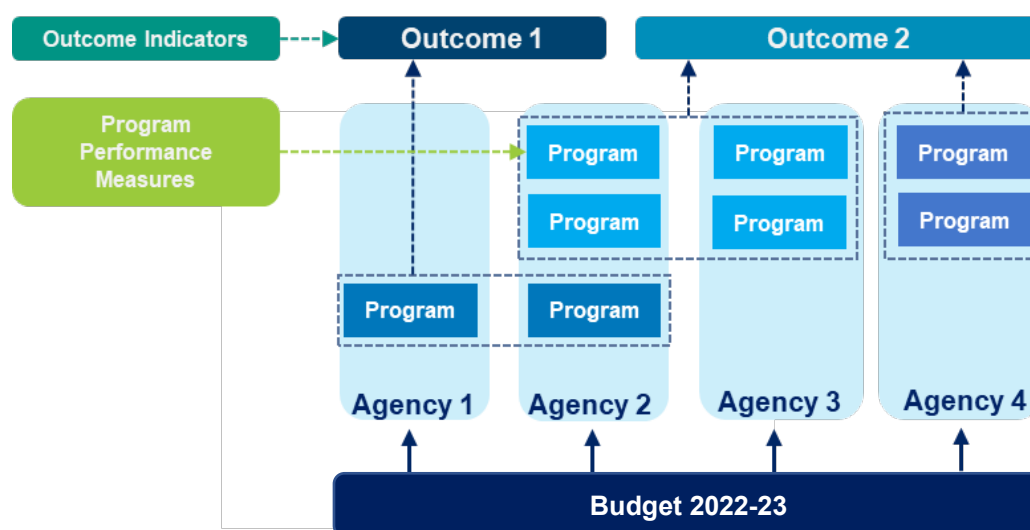 Outcome Indicators
Outcome 1
Outcome 2
Program
Performance
Measures
Program
Program
Program
Program
Program
Program
Program
Program
Agency 1
Agency 2
Agency 3
Agency 4
Budget 2022-23